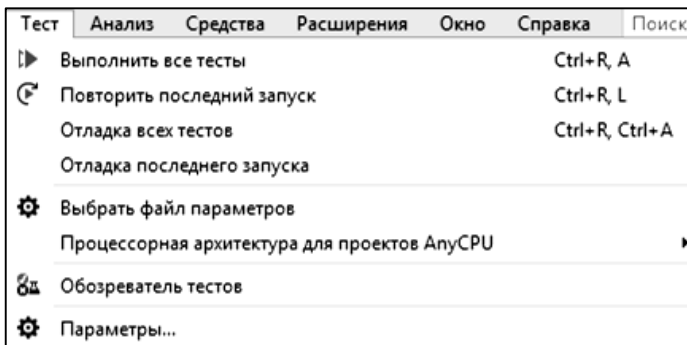 Тест Анализ Средства Расширения Окно Справка Поиск
Выполнить все тесты Ctrl+R, A
Повторить последний запуск Ctrl+R, L
Отладка всех тестов Ctrl+R, Ctrl+A
Отладка последнего запуска
Выбрать файл параметров
Процессорная архитектура для проектов AnyCPU
Обозреватель тестов
Параметры...